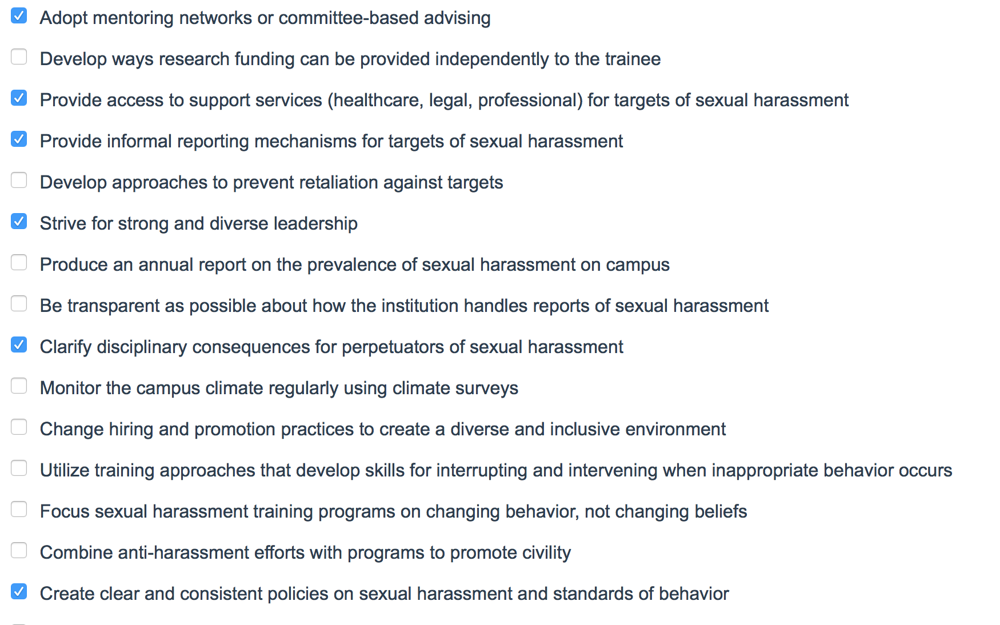 Adopt mentoring networks or committee-based advising
Develop ways research funding can be provided independently to the trainee
Provide access to support services (healthcare, legal, professional) for targets of sexual harassment
Provide informal reporting mechanisms for targets of sexual harassment
Develop approaches to prevent retaliation against targets
Strive for strong and diverse leadership
Produce an annual report on the prevalence of sexual harassment on campus
Be transparent as possible about how the institution handles reports of sexual harassment
Clarify disciplinary consequences for perpetuators of sexual harassment
Monitor the campus climate regularly using climate surveys
Change hiring and promotion practices to create a diverse and inclusive environment
Utilize training approaches that develop skills for interrupting and intervening when inappropriate behavior occurs
Focus sexual harassment training programs on changing behavior, not changing beliefs
Combine anti-harassment efforts with programs to promote civility
Create clear and consistent policies on sexual harassment and standards of behavior